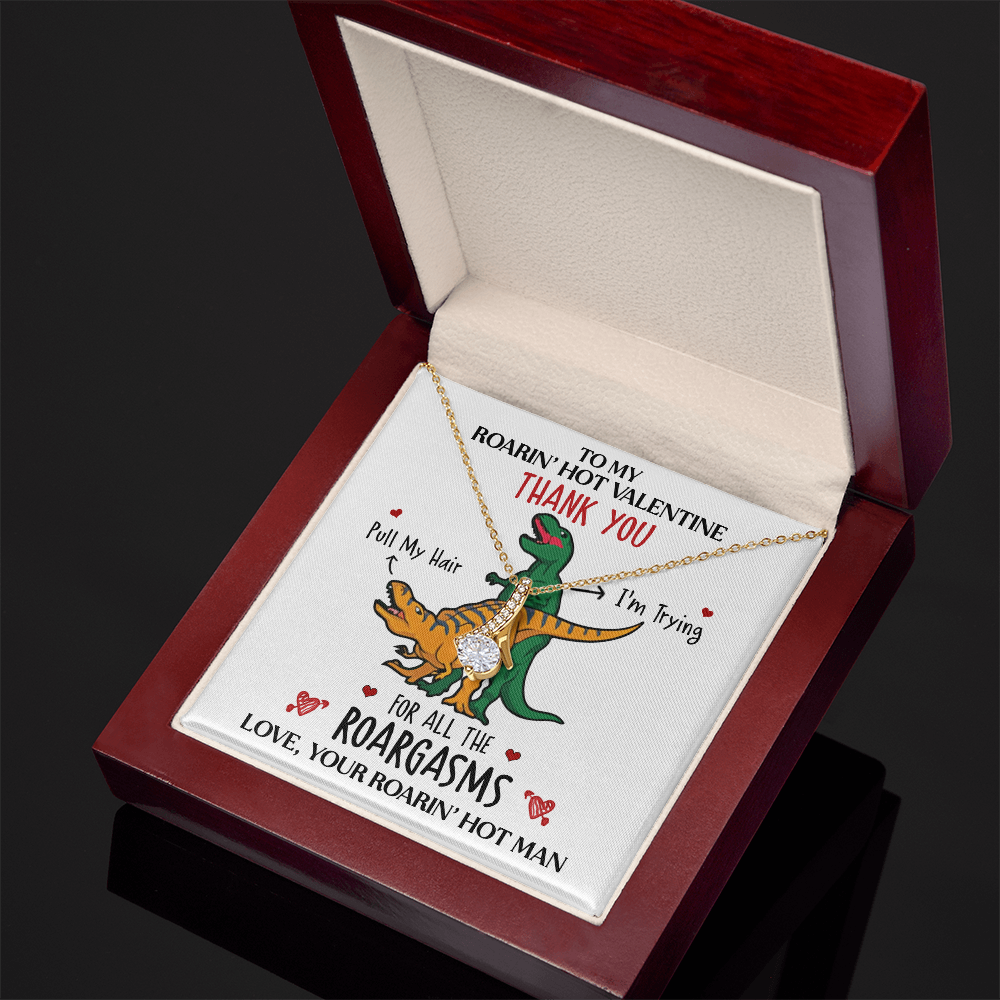 TO MY
ROARIN' HOT VALENTINE
THANK YOU
Pull My Hair
I'm Trying
FOR ALL THE
ROARGASMS
LOVE, YOUR ROARIN' HOT MAN